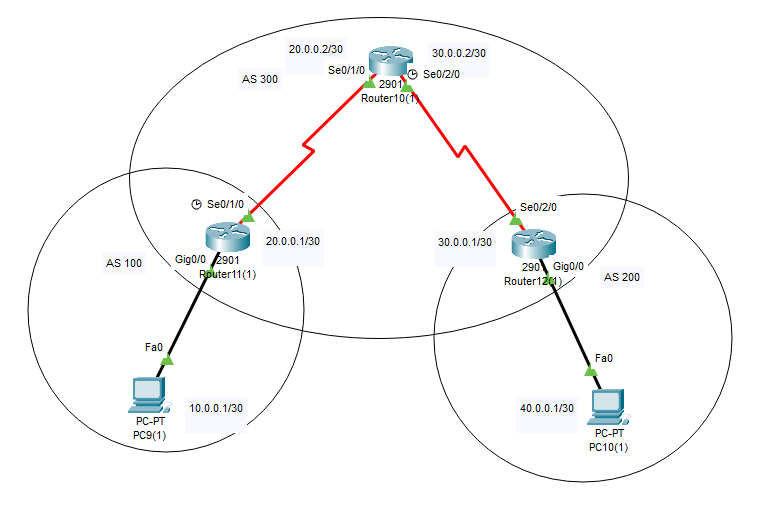 20.0.0.2/30
30.0.0.2/30
Se0/1/0
Se0/2/0
AS 300
2901
Router10(1)
Se0/1/0
Se0/2/0
20.0.0.1/30
30.0.0.1/30
AS 100
Gig0/0
2901
Router11(1)
2901
Gig0/0
Router12(1)
AS 200
Fa0
Fa0
10.0.0.1/30
40.0.0.1/30
PC-PT
PC9(1)
PC-PT
PC10(1)